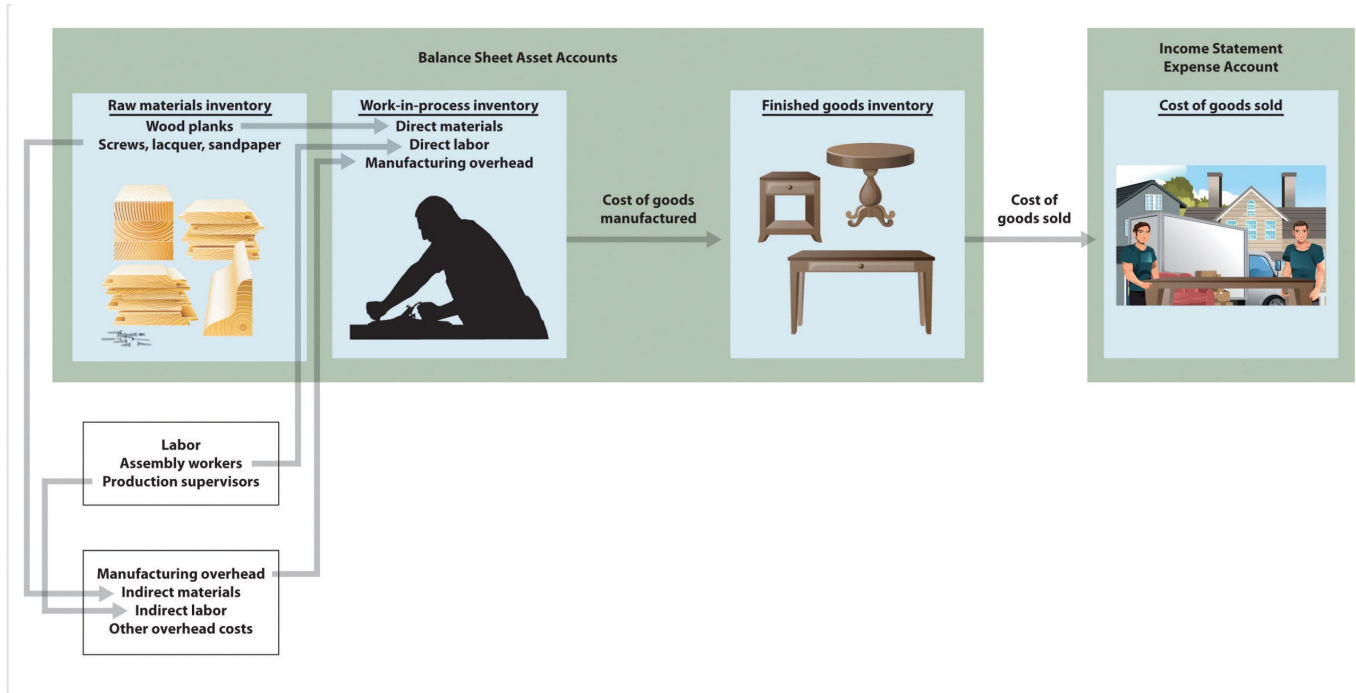 Balance Sheet Asset Accounts
Income Statement
Expense Account
Raw materials inventory
Wood planks
Screws, lacquer, sandpaper
Work-in-process inventory
Direct materials
Direct labor
Manufacturing overhead
Cost of goods
manufactured
Finished goods inventory
Cost of
goods sold
Cost of goods sold
Labor
Assembly workers
Production supervisors
Manufacturing overhead
Indirect materials
Indirect labor
Other overhead costs